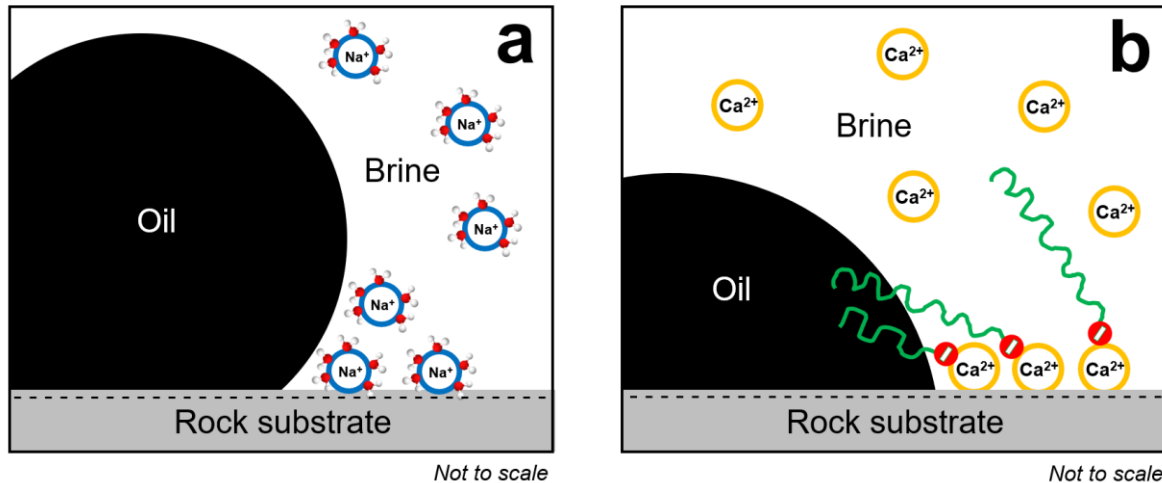 a
Na⁺
Na⁺
Brine
Oil
Na⁺
Na⁺
Na⁺
Na⁺
Rock substrate
Not to scale
b
Ca²⁺
Ca²⁺
Ca²⁺
Brine
Ca²⁺
Ca²⁺
Oil
Ca²⁺
Ca²⁺
Ca²⁺
Rock substrate
Not to scale